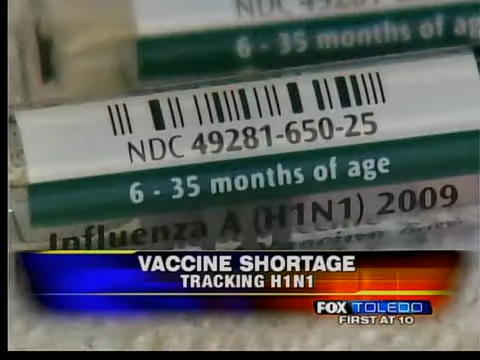 6 - 35 months of ag
NDC 49281-650-25
6 - 35 months of age
Influenza A (H1N1) 2009
VACCINE SHORTAGE
TRACKING H1N1
FOX TOLEDO
FIRST AT 10